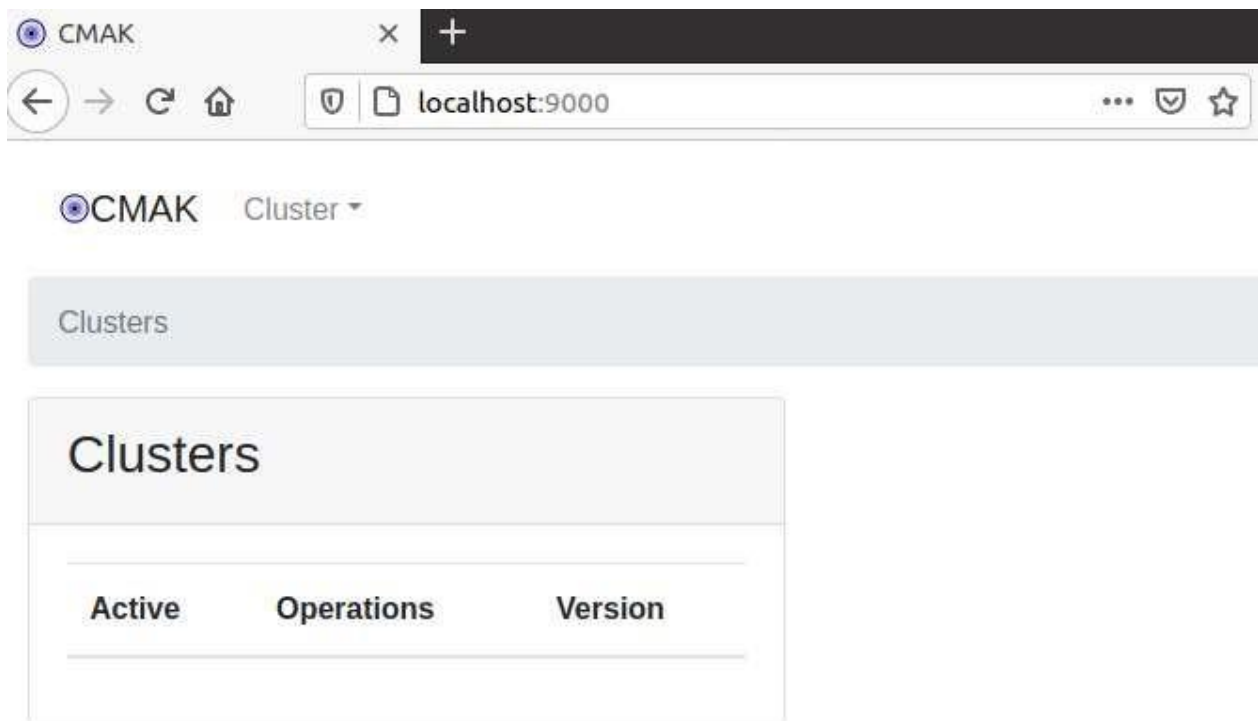 CMAK
localhost:9000
CMAK Cluster
Clusters
Clusters
Active Operations Version